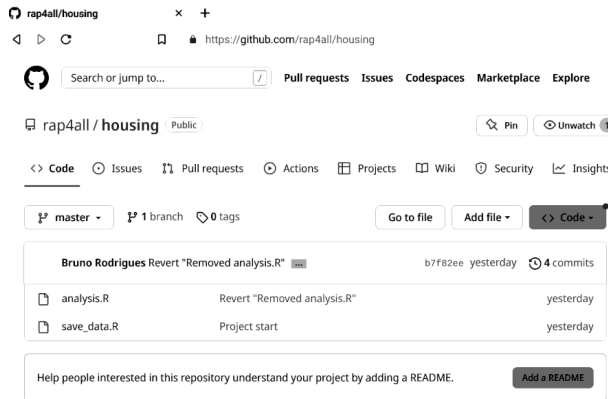 rap4all/housing × +
https://github.com/rap4all/housing
Search or jump to... / Pull requests Issues Codespaces Marketplace Explore
rap4all / housing Public Pin Unwatch 1
<> Code Issues Pull requests Actions Projects Wiki Security Insights
master 1 branch 0 tags Go to file Add file <> Code
Bruno Rodrigues Revert "Removed analysis.R" ... b7f82ee yesterday 4 commits
analysis.R Revert "Removed analysis.R" yesterday
save_data.R Project start yesterday
Help people interested in this repository understand your project by adding a README. Add a README